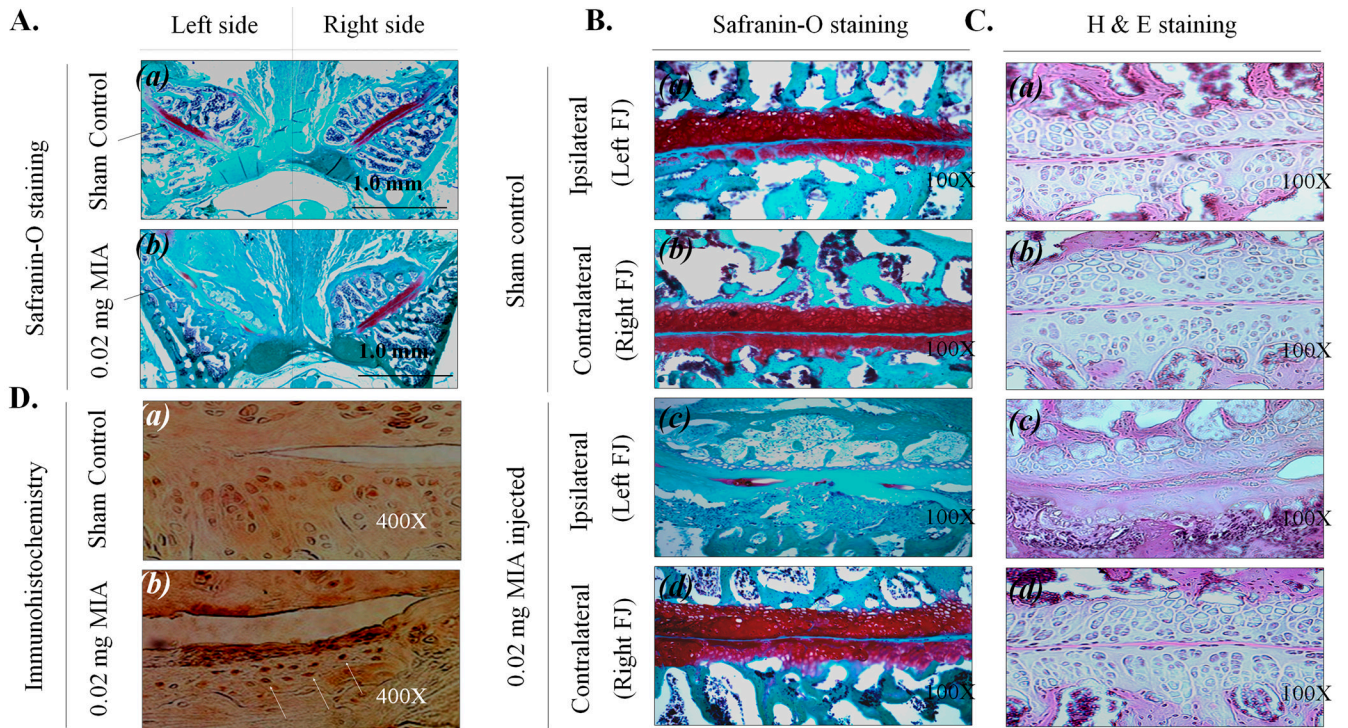 A.
Left side
Right side
Safranin-O staining
Sham Control
(a)
1.0 mm
0.02 mg MIA
(b)
1.0 mm
B.
Safranin-O staining
C.
H & E staining
Sham control
Ipsilateral
(Left FJ)
(a)
100X
(a)
100X
Contralateral
(Right FJ)
(b)
100X
(b)
100X
0.02 mg MIA injected
Ipsilateral
(Left FJ)
(c)
100X
(c)
100X
Contralateral
(Right FJ)
(d)
100X
(d)
100X
D.
Immunohistochemistry
Sham Control
(a)
400X
0.02 mg MIA
(b)
400X